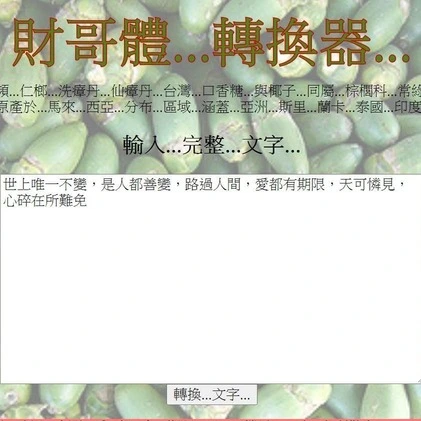 財哥體...轉換器...
仁榔...洗瘴丹...仙瘴丹...台灣...口香糖...與椰子...同屬...棕櫚科...常綠
原產於...馬來...西亞...分布...區域...涵蓋...亞洲...斯里...蘭卡...泰國...印度
輸入...完整...文字...
世上唯一不變，是人都善變，路過人間，愛都有期限，天可憐見，
心碎在所難免
轉換...文字...